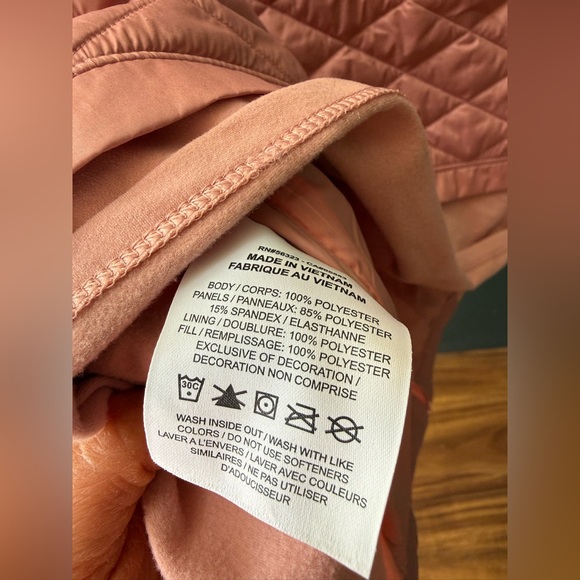 RN#56323 -
MADE IN VIETNAM
FABRIQUE AU VIETNAM
BODY / CORPS: 100% POLYESTER
PANELS / PANNEAUX: 85% POLYESTER
15% SPANDEX / ELASTHANNE
LINING / DOUBLURE: 100% POLYESTER
FILL / REMPLISSAGE: 100% POLYESTER
EXCLUSIVE OF DECORATION /
DECORATION NON COMPRISE
30C
WASH INSIDE OUT / WASH WITH LIKE
COLORS / DO NOT USE SOFTENERS
LAVER A L'ENVERS / LAVER AVEC COULEURS
SIMILAIRES / NE PAS UTILISER
D'ADOUCISSEUR